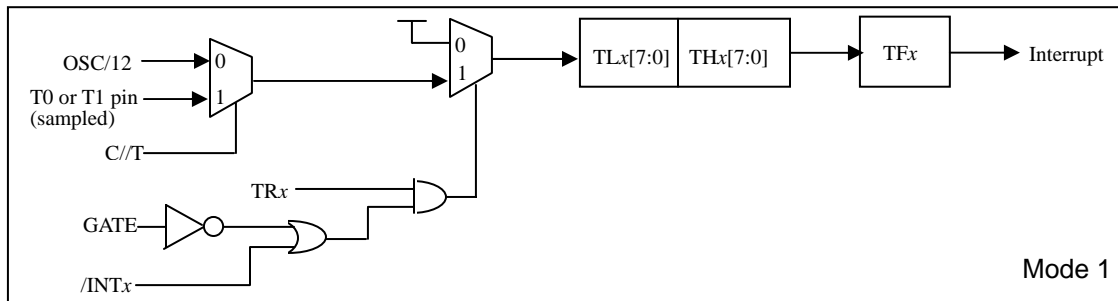 OSC/12
0
1
T0 or T1 pin
(sampled)
C//T
0
1
TLx[7:0]
THx[7:0]
TFx
Interrupt
TRx
GATE
/INTx
Mode 1